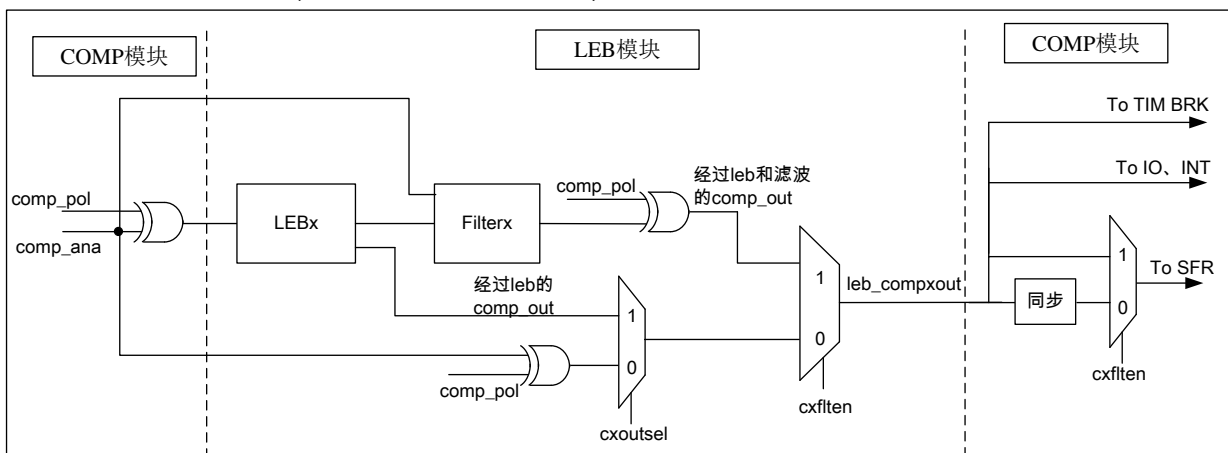 COMP模块
LEB模块
COMP模块
To TIM BRK
To IO、INT
comp_pol
comp_ana
LEBx
Filterx
comp_pol
经过leb和滤波
的comp_out
经过leb的
comp_out
1
0
comp_pol
cxoutsel
1
0
cxflten
leb_compxout
同步
1
0
To SFR
cxflten